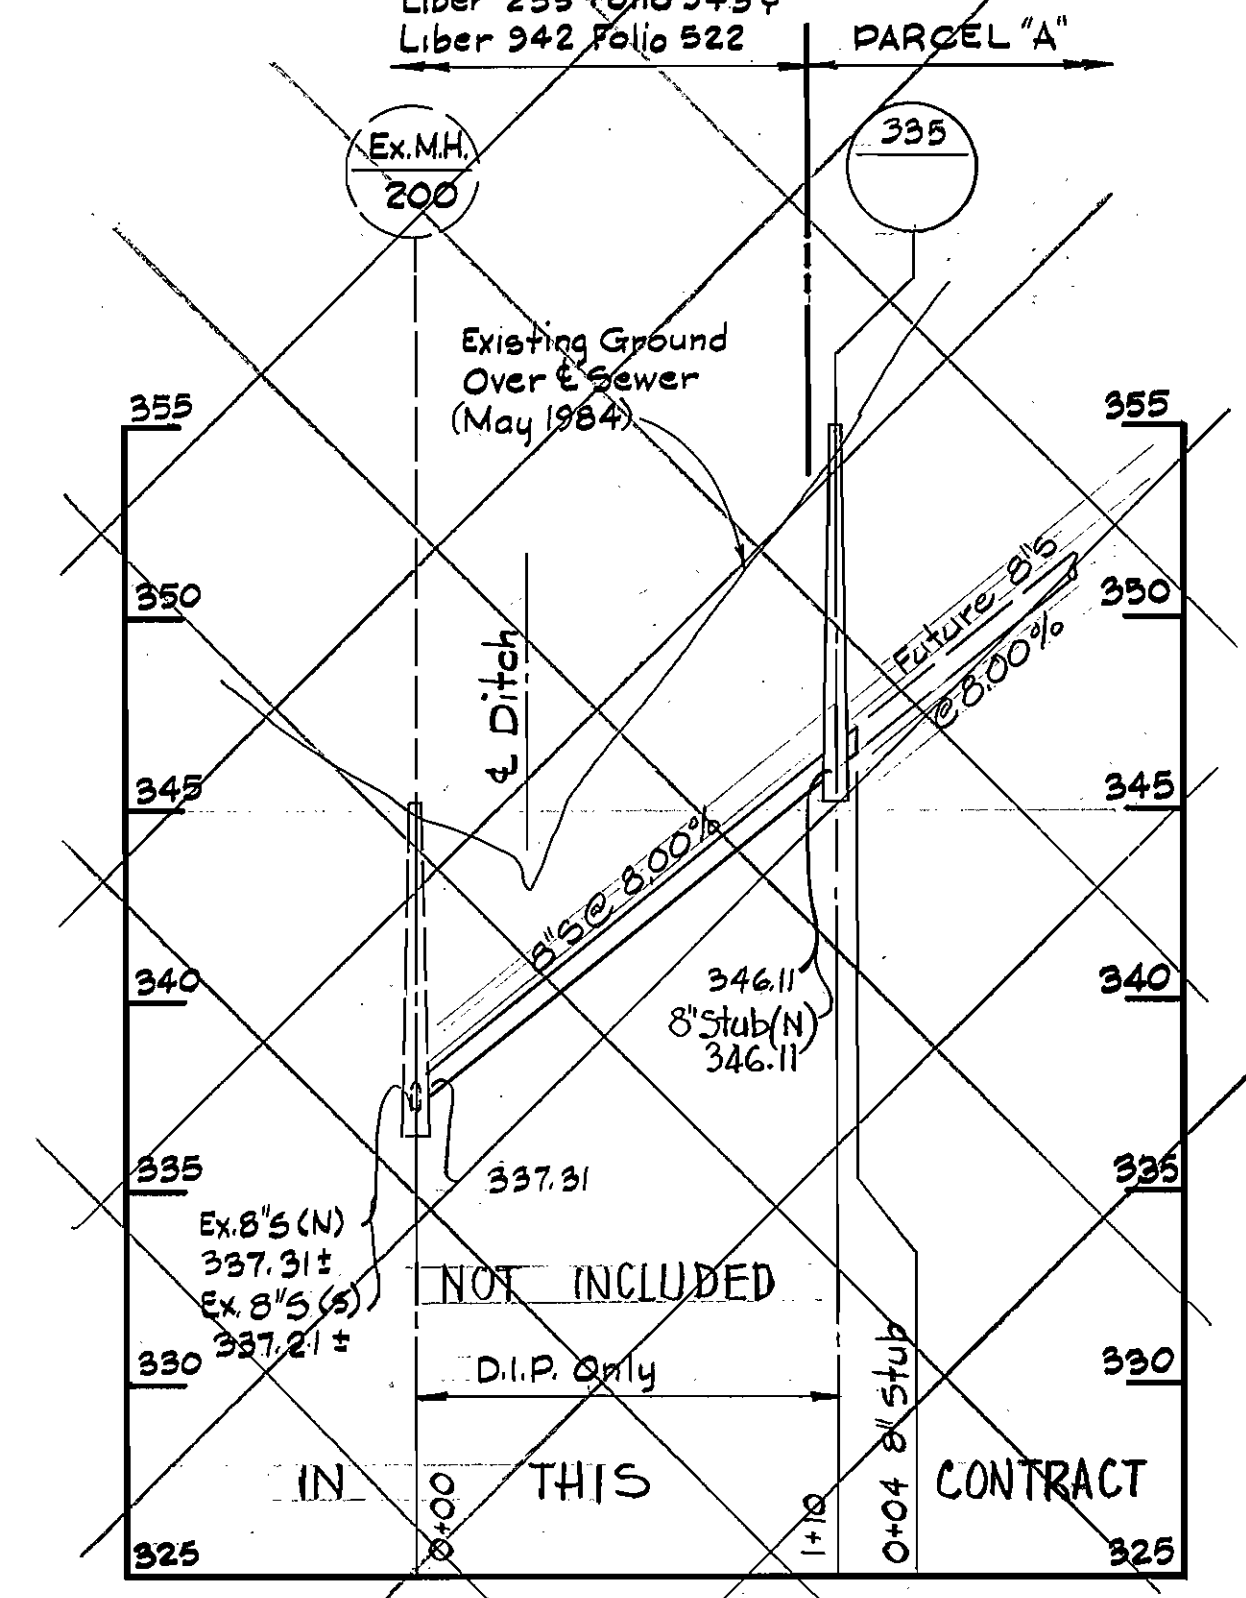 Liber 942 Folio 522
PARCEL "A"
Ex.M.H.
200
335
Existing Ground
Over ℄ Sewer
(May 1984)
355
355
350
350
℄ Ditch
Future 8"S
@ 8.00%
345
345
8"S @ 8.00%
340
340
346.11
8" Stub (N)
346.11
335
335
337.31
Ex. 8"S (N)
337.31±
Ex. 8"S (S)
337.21±
NOT INCLUDED
330
330
D.I.P. Only
IN THIS CONTRACT
0+00
1+10
0+04 8" Stub
325
325